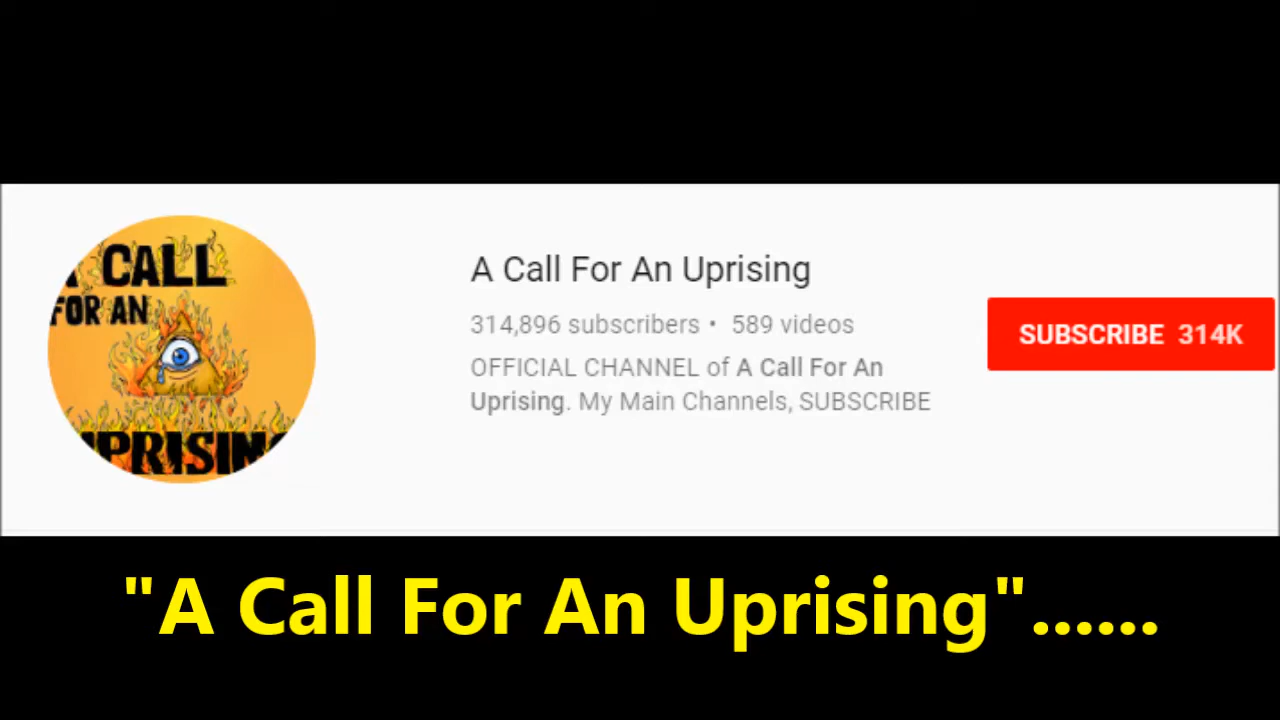 A CALL
FOR AN
UPRISING
A Call For An Uprising
314,896 subscribers • 589 videos
OFFICIAL CHANNEL of A Call For An
Uprising. My Main Channels, SUBSCRIBE
SUBSCRIBE 314K
"A Call For An Uprising"......